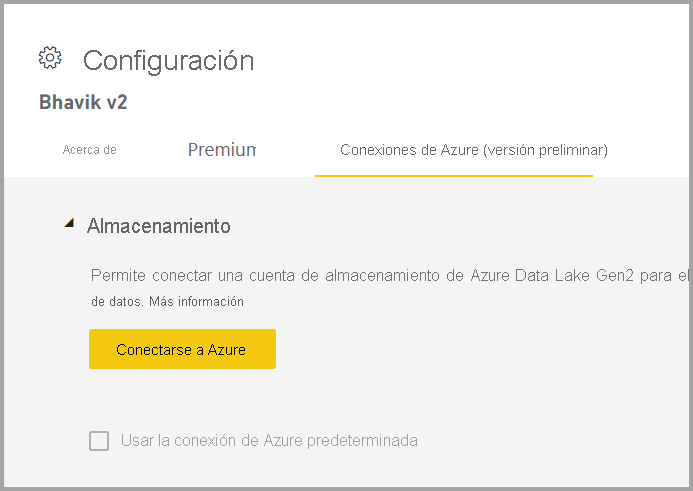 Configuración
Bhavik v2
Acerca de Premium Conexiones de Azure (versión preliminar)
Almacenamiento
Permite conectar una cuenta de almacenamiento de Azure Data Lake Gen2 para el
de datos. Más información
Conectarse a Azure
Usar la conexión de Azure predeterminada